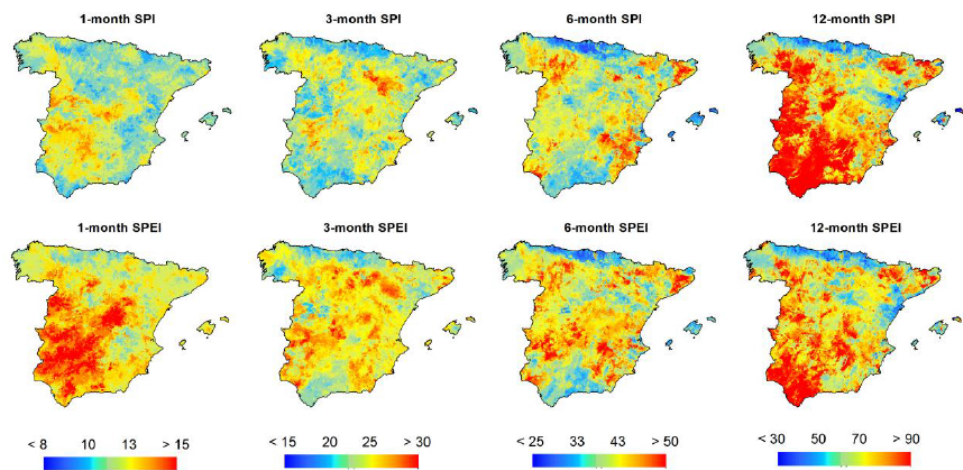 1-month SPI 3-month SPI 6-month SPI 12-month SPI
1-month SPEI 3-month SPEI 6-month SPEI 12-month SPEI
< 8 10 13 > 15 < 15 20 25 > 30 < 25 33 43 > 50 < 30 50 70 > 90